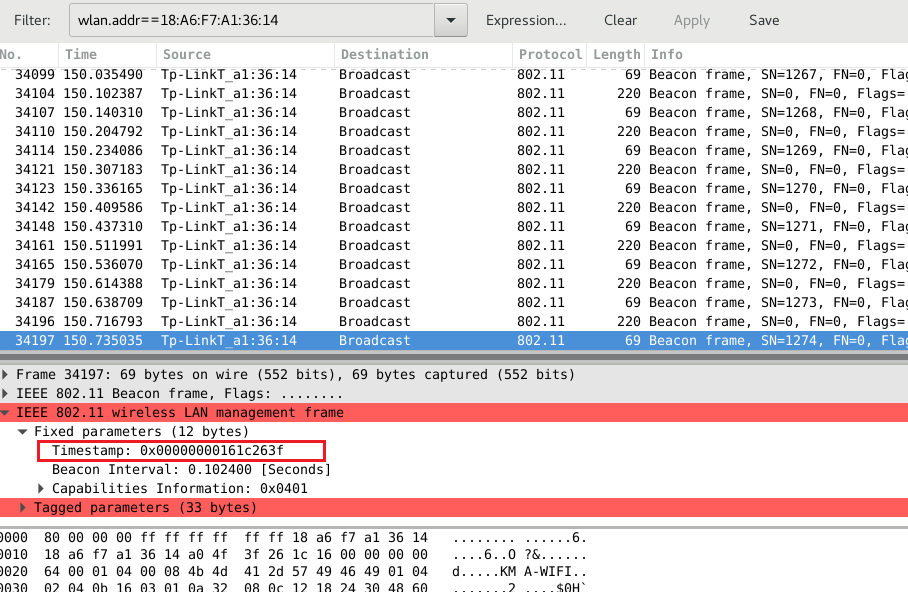 Filter: wlan.addr==18:A6:F7:A1:36:14 Expression... Clear Apply Save
No. Time Source Destination Protocol Length Info
34099 150.035490 Tp-LinkT_a1:36:14 Broadcast 802.11 69 Beacon frame, SN=1267, FN=0, Flag
34104 150.102387 Tp-LinkT_a1:36:14 Broadcast 802.11 220 Beacon frame, SN=0, FN=0, Flags=
34107 150.140310 Tp-LinkT_a1:36:14 Broadcast 802.11 69 Beacon frame, SN=1268, FN=0, Flag
34110 150.204792 Tp-LinkT_a1:36:14 Broadcast 802.11 220 Beacon frame, SN=0, FN=0, Flags=
34114 150.234086 Tp-LinkT_a1:36:14 Broadcast 802.11 69 Beacon frame, SN=1269, FN=0, Flag
34121 150.307183 Tp-LinkT_a1:36:14 Broadcast 802.11 220 Beacon frame, SN=0, FN=0, Flags=
34123 150.336165 Tp-LinkT_a1:36:14 Broadcast 802.11 69 Beacon frame, SN=1270, FN=0, Flag
34142 150.409586 Tp-LinkT_a1:36:14 Broadcast 802.11 220 Beacon frame, SN=0, FN=0, Flags=
34148 150.437310 Tp-LinkT_a1:36:14 Broadcast 802.11 69 Beacon frame, SN=1271, FN=0, Flag
34161 150.511991 Tp-LinkT_a1:36:14 Broadcast 802.11 220 Beacon frame, SN=0, FN=0, Flags=
34165 150.536070 Tp-LinkT_a1:36:14 Broadcast 802.11 69 Beacon frame, SN=1272, FN=0, Flag
34179 150.614388 Tp-LinkT_a1:36:14 Broadcast 802.11 220 Beacon frame, SN=0, FN=0, Flags=
34187 150.638709 Tp-LinkT_a1:36:14 Broadcast 802.11 69 Beacon frame, SN=1273, FN=0, Flag
34196 150.716793 Tp-LinkT_a1:36:14 Broadcast 802.11 220 Beacon frame, SN=0, FN=0, Flags=
34197 150.735035 Tp-LinkT_a1:36:14 Broadcast 802.11 69 Beacon frame, SN=1274, FN=0, Flag
Frame 34197: 69 bytes on wire (552 bits), 69 bytes captured (552 bits)
IEEE 802.11 Beacon frame, Flags: ........
IEEE 802.11 wireless LAN management frame
Fixed parameters (12 bytes)
Timestamp: 0x00000000161c263f
Beacon Interval: 0.102400 [Seconds]
Capabilities Information: 0x0401
Tagged parameters (33 bytes)
0000 80 00 00 00 ff ff ff ff ff ff 18 a6 f7 a1 36 14 ........ ......6.
0010 18 a6 f7 a1 36 14 a0 4f 3f 26 1c 16 00 00 00 00 ....6..O ?&......
0020 64 00 01 04 00 08 4b 4d 41 2d 57 49 46 49 01 04 d.....KM A-WIFI..
0030 02 04 0b 16 03 01 0a 32 08 0c 12 18 24 30 48 60 .......2 ....$0H`